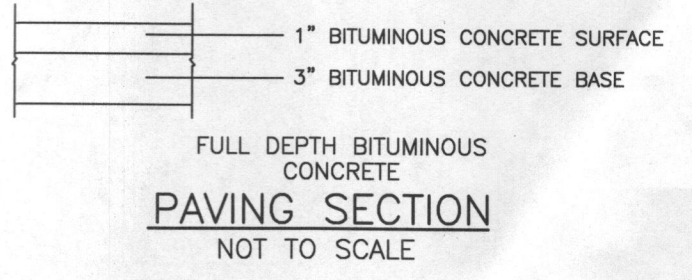 1" BITUMINOUS CONCRETE SURFACE
3" BITUMINOUS CONCRETE BASE
FULL DEPTH BITUMINOUS
CONCRETE
PAVING SECTION
NOT TO SCALE